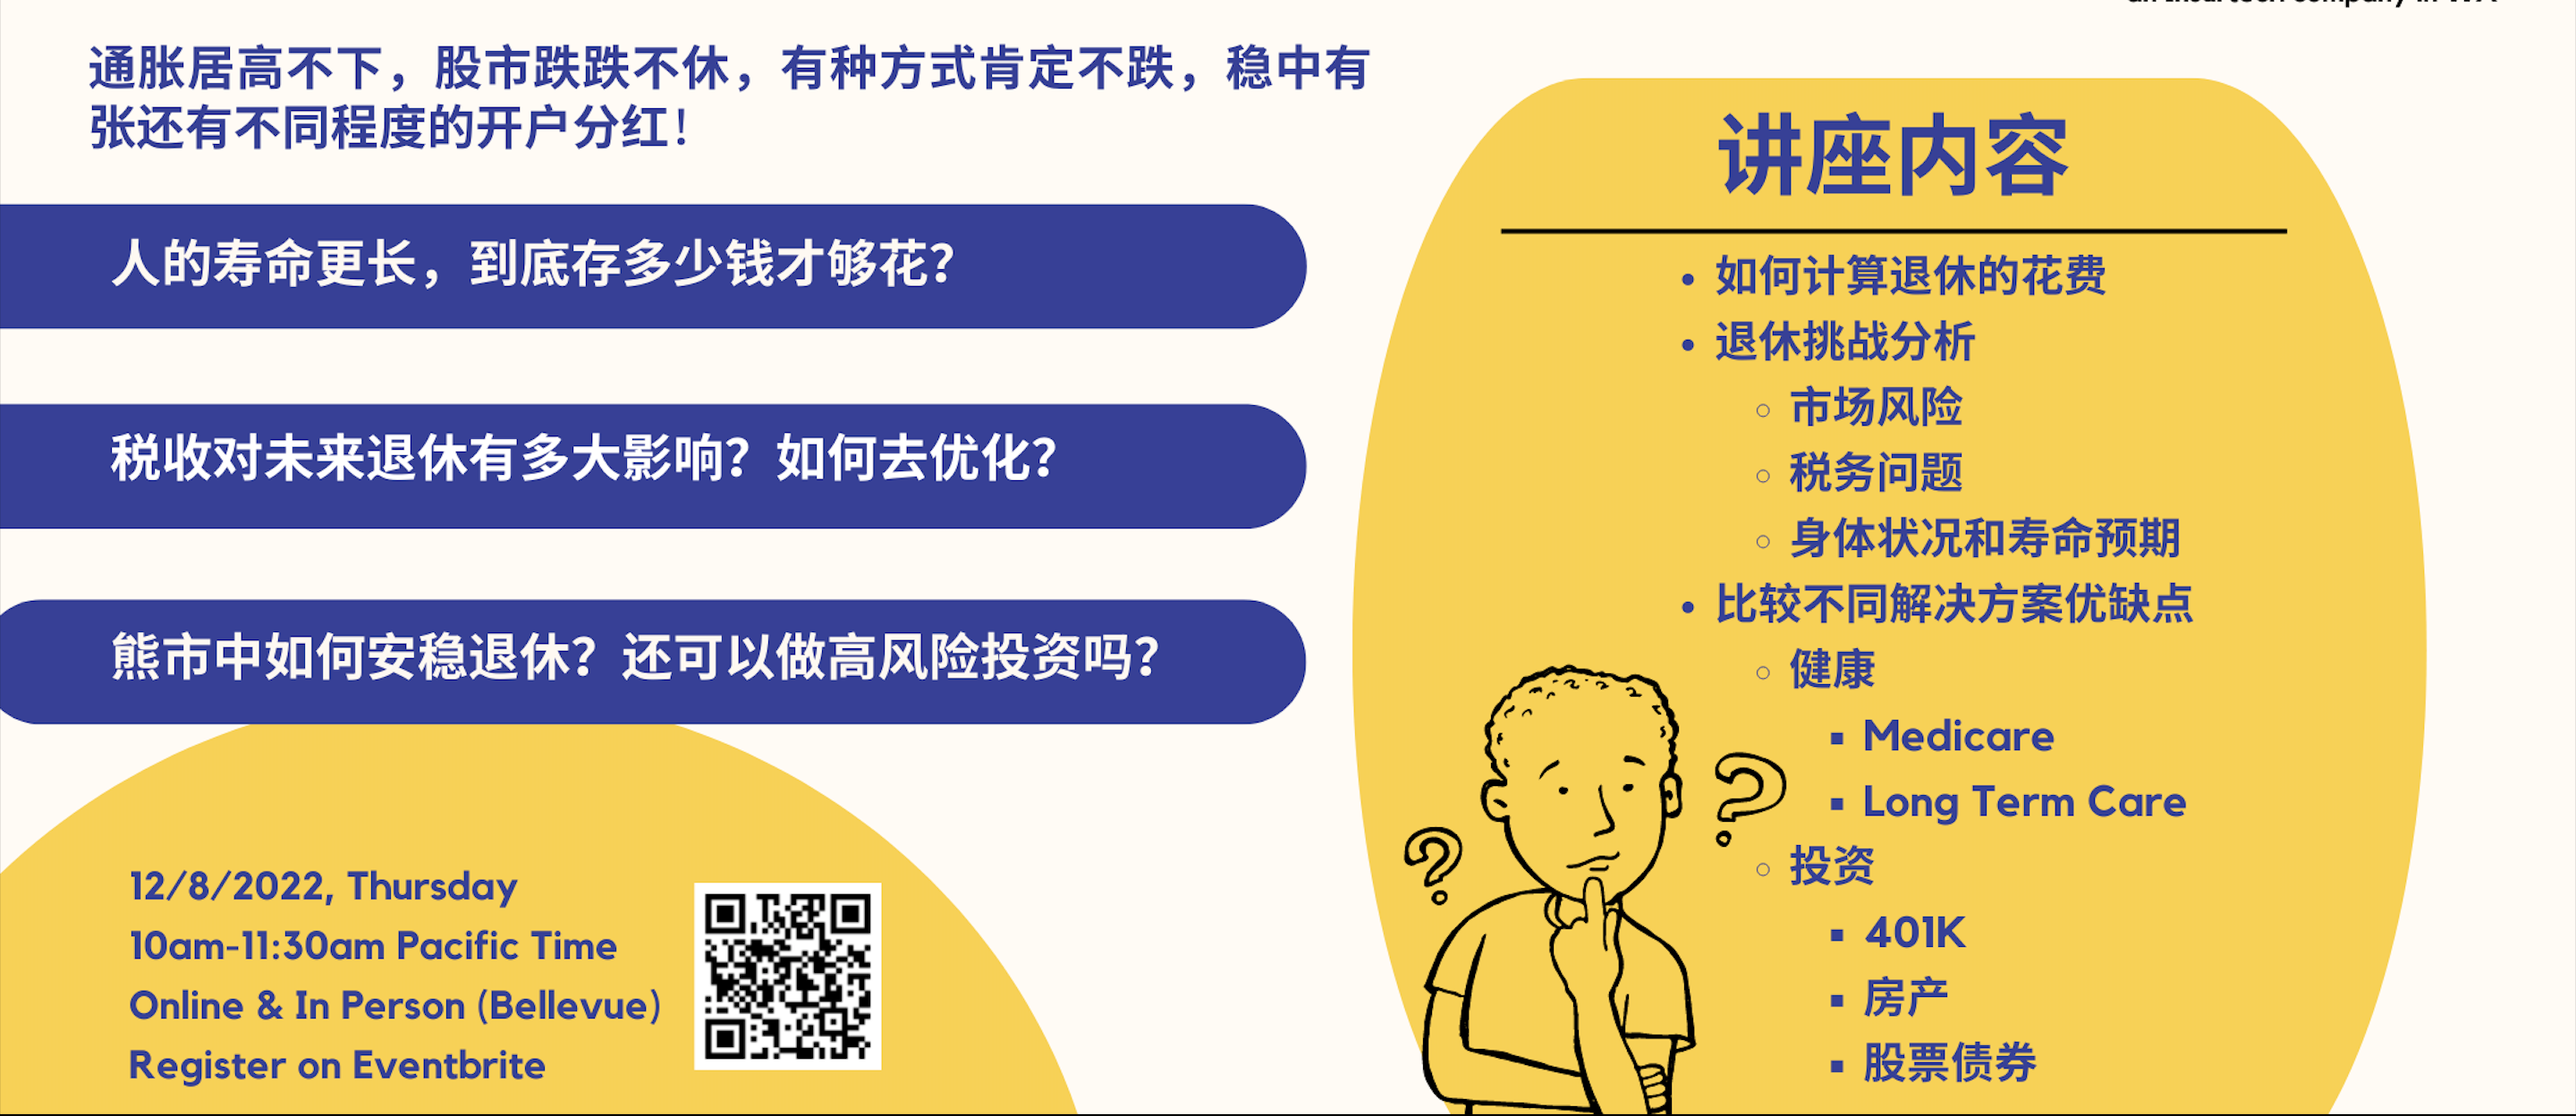 an Insurtech company in WA
通胀居高不下，股市跌跌不休，有种方式肯定不跌，稳中有
张还有不同程度的开户分红！
人的寿命更长，到底存多少钱才够花？
税收对未来退休有多大影响？如何去优化？
熊市中如何安稳退休？还可以做高风险投资吗？
12/8/2022, Thursday
10am-11:30am Pacific Time
Online & In Person (Bellevue)
Register on Eventbrite
讲座内容
• 如何计算退休的花费
• 退休挑战分析
○ 市场风险
○ 税务问题
○ 身体状况和寿命预期
• 比较不同解决方案优缺点
○ 健康
▪ Medicare
▪ Long Term Care
○ 投资
▪ 401K
▪ 房产
▪ 股票债券
? ?